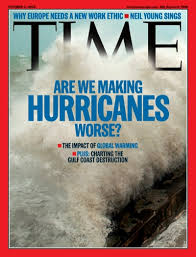 WHY EUROPE NEEDS A NEW WORK ETHIC ■ NEIL YOUNG SINGS
TIME
ARE WE MAKING
HURRICANES
WORSE?
■ THE IMPACT OF GLOBAL WARMING
■ PLUS: CHARTING THE
GULF COAST DESTRUCTION